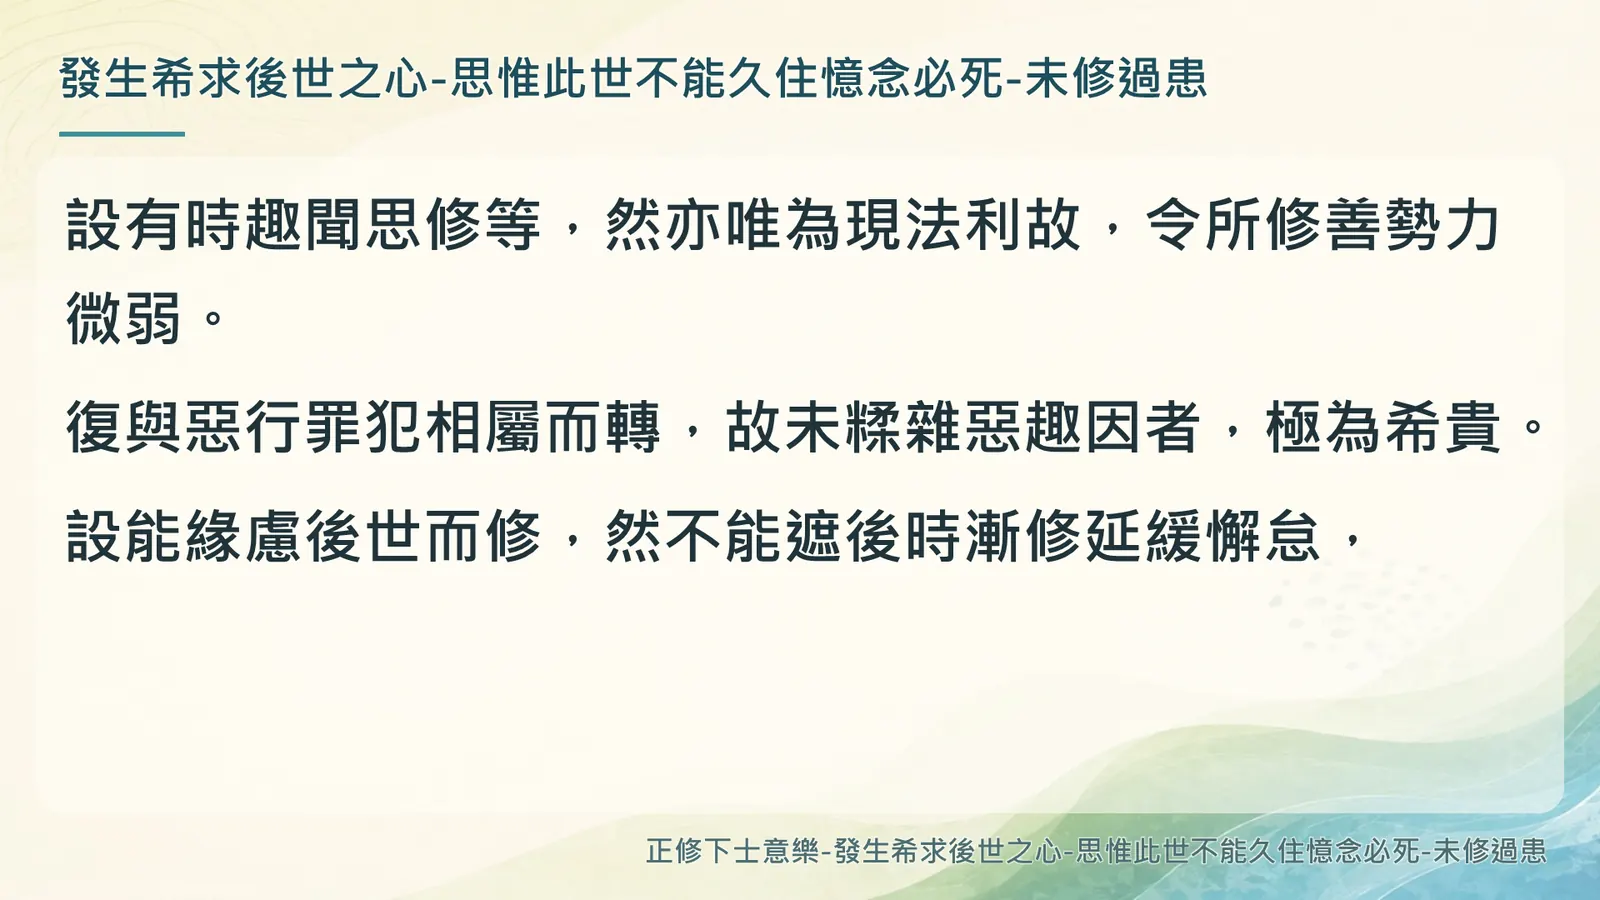 發生希求後世之心-思惟此世不能久住憶念必死-未修過患
設有時趣聞思修等，然亦唯為現法利故，令所修善勢力
微弱。
復與惡行罪犯相屬而轉，故未糅雜惡趣因者，極為希貴。
設能緣慮後世而修，然不能遮後時漸修延緩懈怠，
正修下士意樂-發生希求後世之心-思惟此世不能久住憶念必死-未修過患